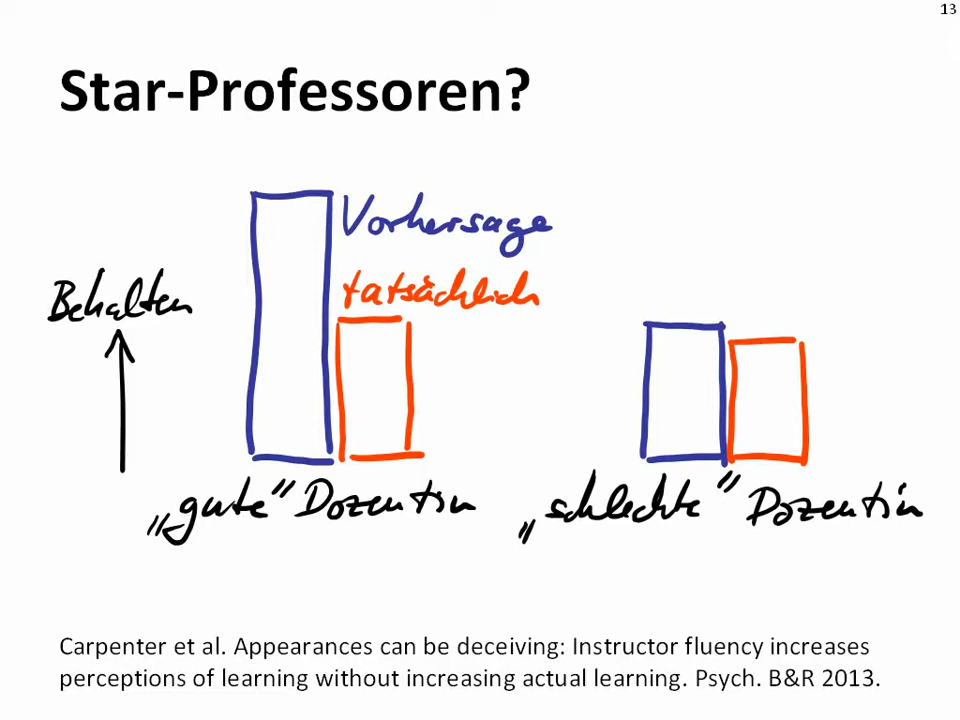 13
Star-Professoren?
Vorhersage
tatsächlich
Behalten
„gute“ Dozentin
„schlechte“ Dozentin
Carpenter et al. Appearances can be deceiving: Instructor fluency increases
perceptions of learning without increasing actual learning. Psych. B&R 2013.